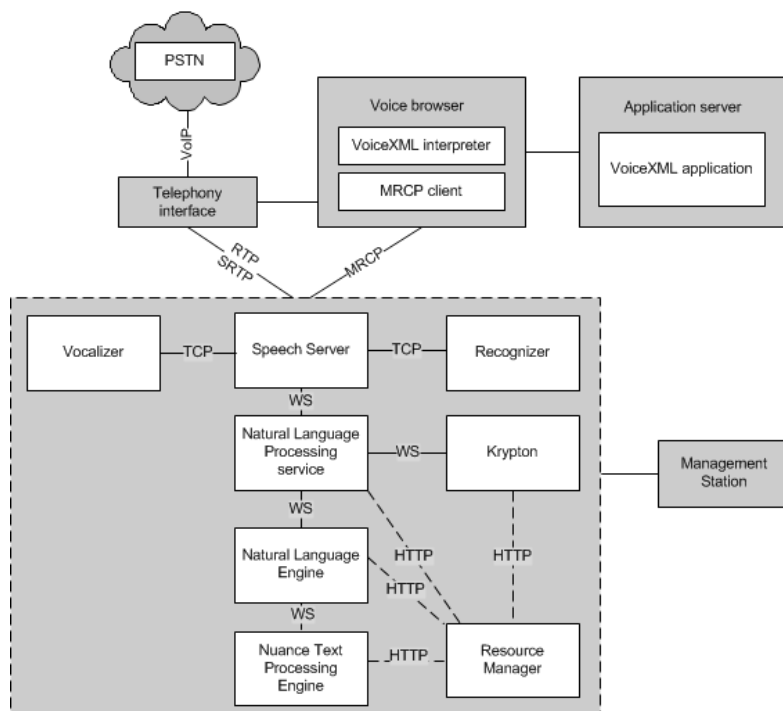 PSTN
VoIP
Voice browser
VoiceXML interpreter
MRCP client
Application server
VoiceXML application
Telephony
interface
RTP
SRTP
MRCP
Vocalizer
TCP
Speech Server
TCP
Recognizer
WS
Natural Language
Processing
service
WS
Krypton
Management
Station
WS
HTTP
HTTP
Natural Language
Engine
HTTP
WS
Nuance Text
Processing
Engine
HTTP
Resource
Manager